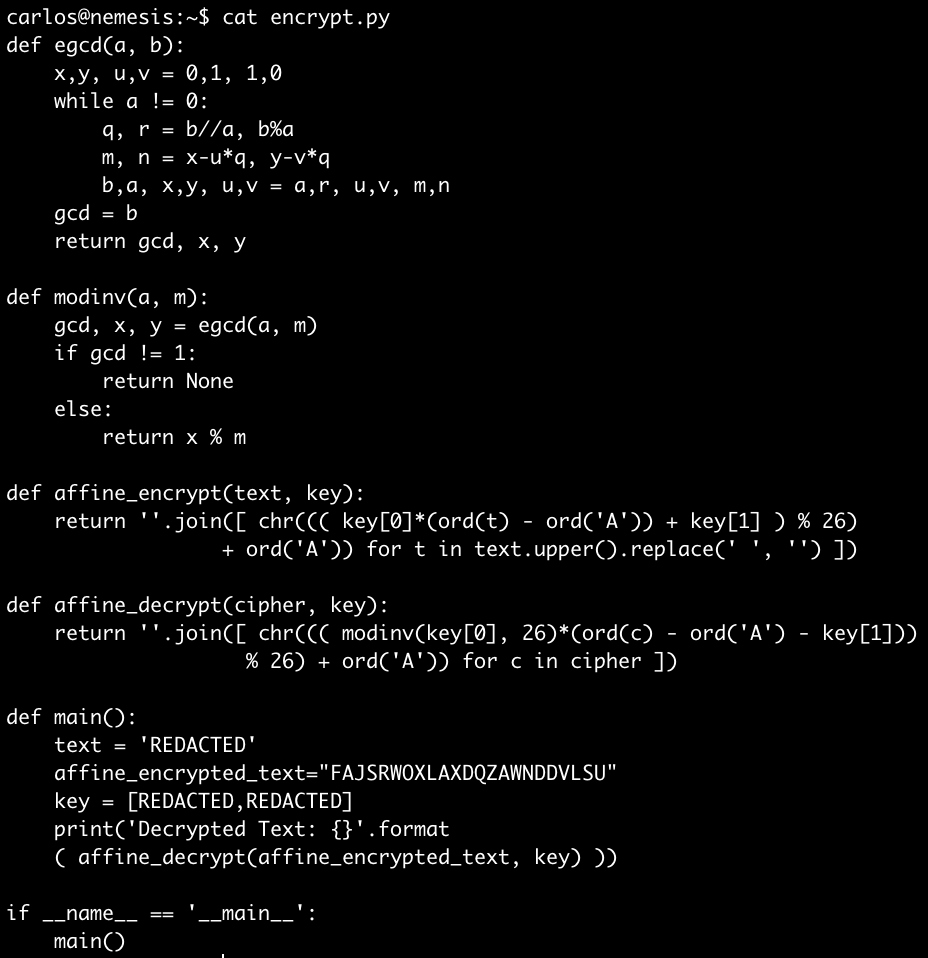 carlos@nemesis:~$ cat encrypt.py
def egcd(a, b):
    x,y, u,v = 0,1, 1,0
    while a != 0:
        q, r = b//a, b%a
        m, n = x-u*q, y-v*q
        b,a, x,y, u,v = a,r, u,v, m,n
    gcd = b
    return gcd, x, y

def modinv(a, m):
    gcd, x, y = egcd(a, m)
    if gcd != 1:
        return None
    else:
        return x % m

def affine_encrypt(text, key):
    return ''.join([ chr((( key[0]*(ord(t) - ord('A')) + key[1] ) % 26)
                  + ord('A')) for t in text.upper().replace(' ', '') ])

def affine_decrypt(cipher, key):
    return ''.join([ chr((( modinv(key[0], 26)*(ord(c) - ord('A') - key[1]))
                    % 26) + ord('A')) for c in cipher ])

def main():
    text = 'REDACTED'
    affine_encrypted_text="FAJSRWOXLAXDQZAWNDDVLSU"
    key = [REDACTED,REDACTED]
    print('Decrypted Text: {}'.format
    ( affine_decrypt(affine_encrypted_text, key) ))

if __name__ == '__main__':
    main()